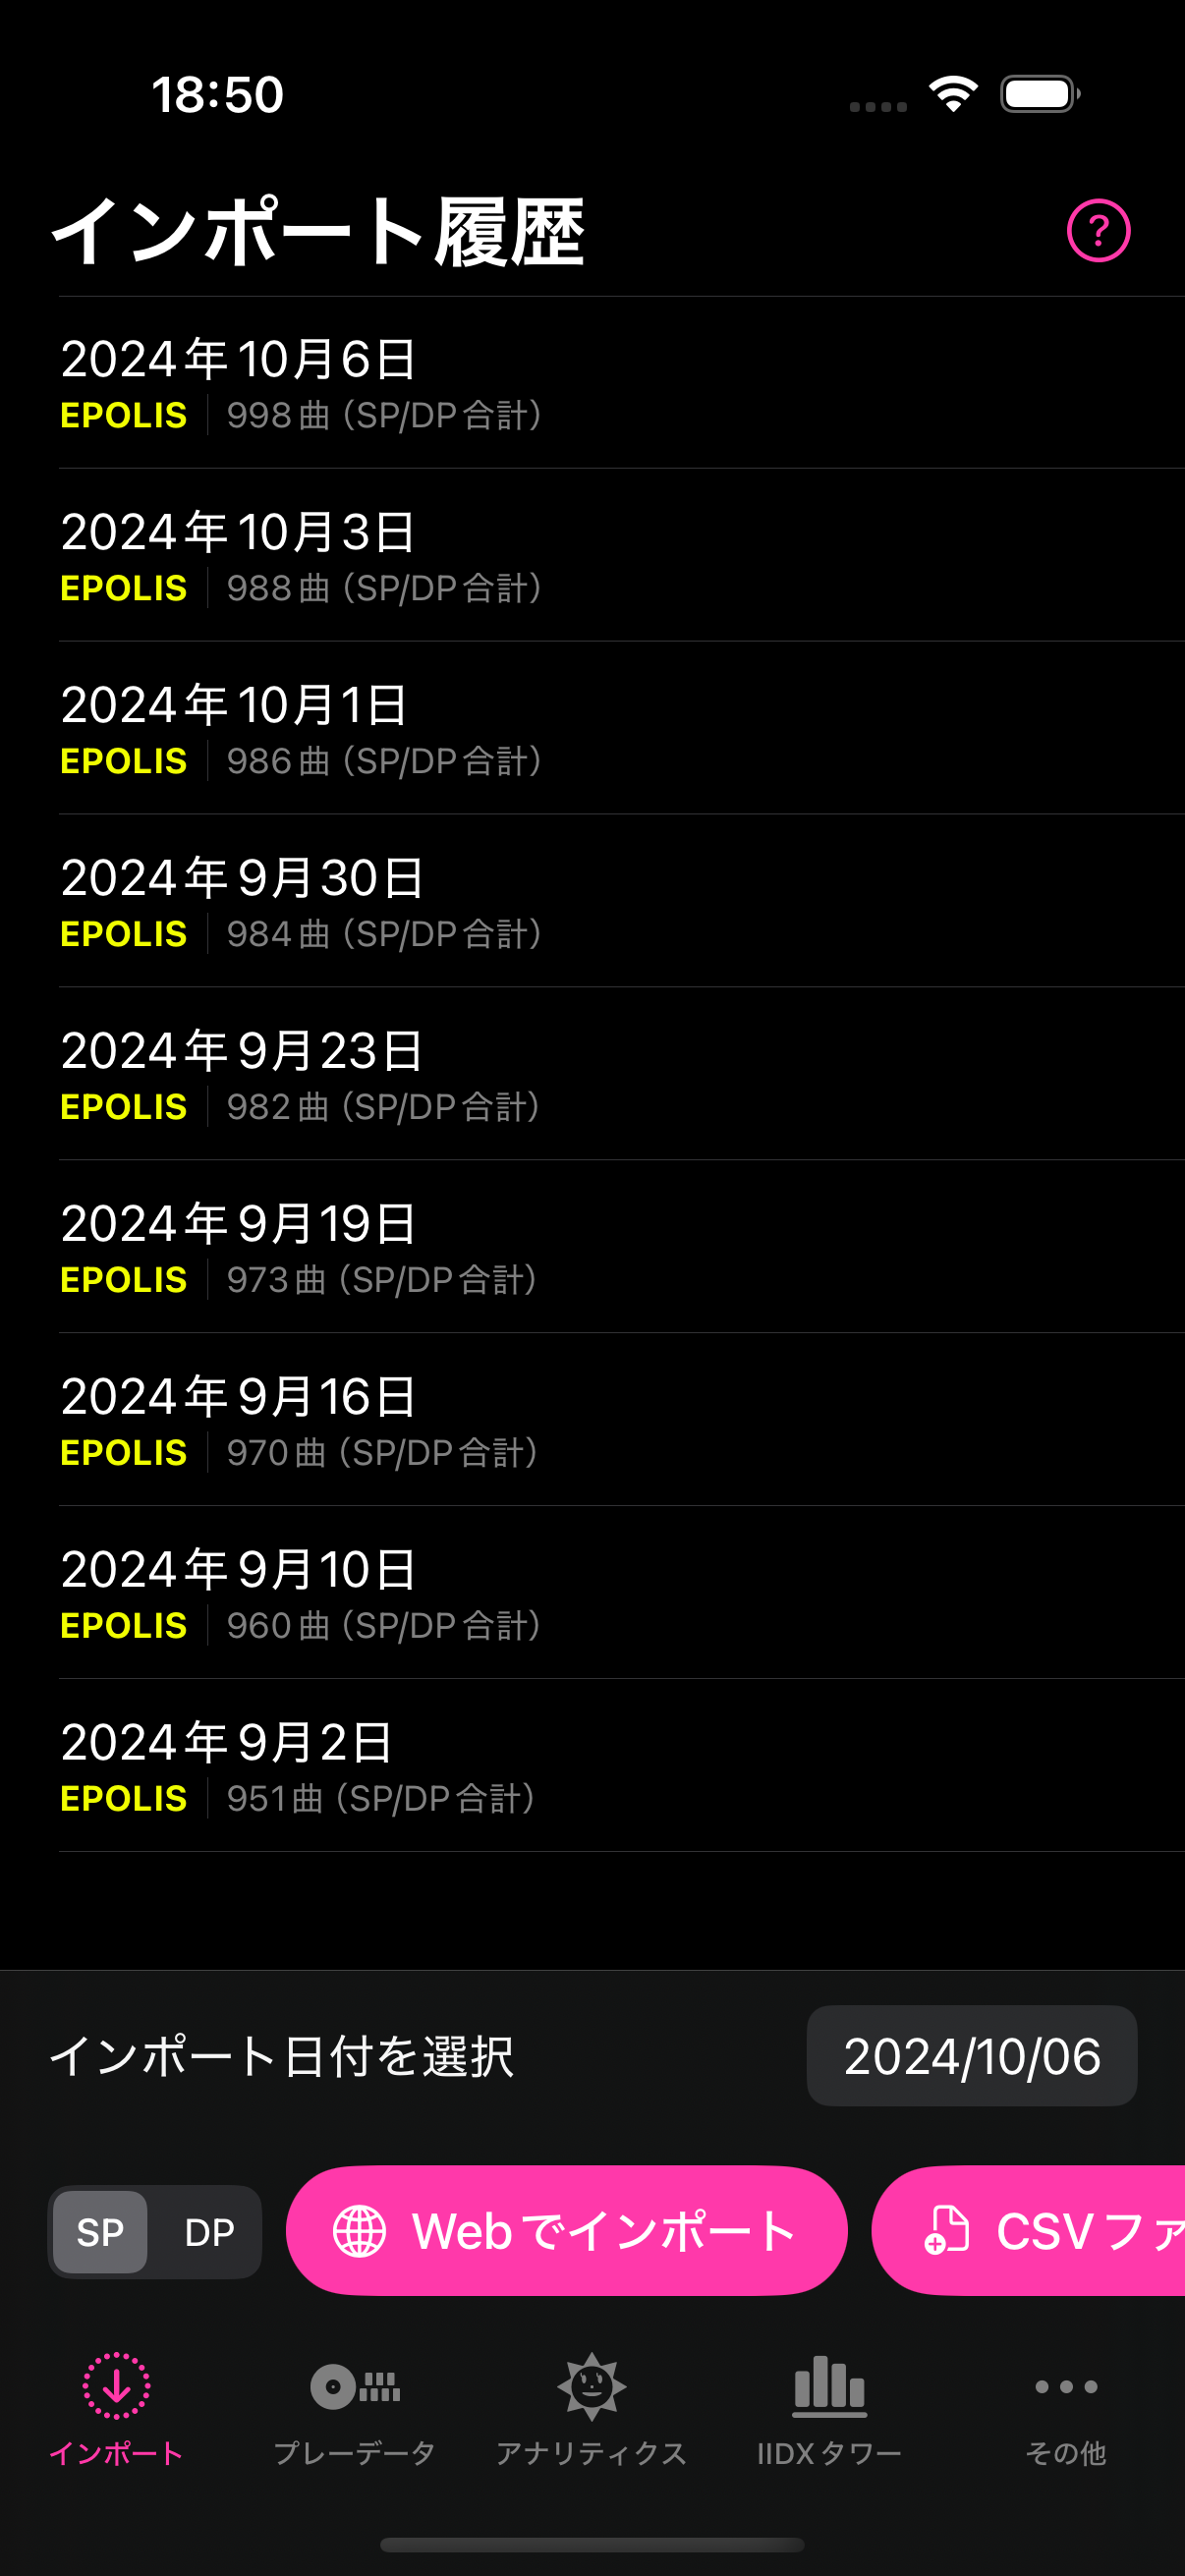 18:50
インポート履歴
?
2024年10月6日
EPOLIS 998曲（SP/DP合計）
2024年10月3日
EPOLIS 988曲（SP/DP合計）
2024年10月1日
EPOLIS 986曲（SP/DP合計）
2024年9月30日
EPOLIS 984曲（SP/DP合計）
2024年9月23日
EPOLIS 982曲（SP/DP合計）
2024年9月19日
EPOLIS 973曲（SP/DP合計）
2024年9月16日
EPOLIS 970曲（SP/DP合計）
2024年9月10日
EPOLIS 960曲（SP/DP合計）
2024年9月2日
EPOLIS 951曲（SP/DP合計）
インポート日付を選択 2024/10/06
SP DP Webでインポート CSVファ
インポート プレーデータ アナリティクス IIDXタワー その他